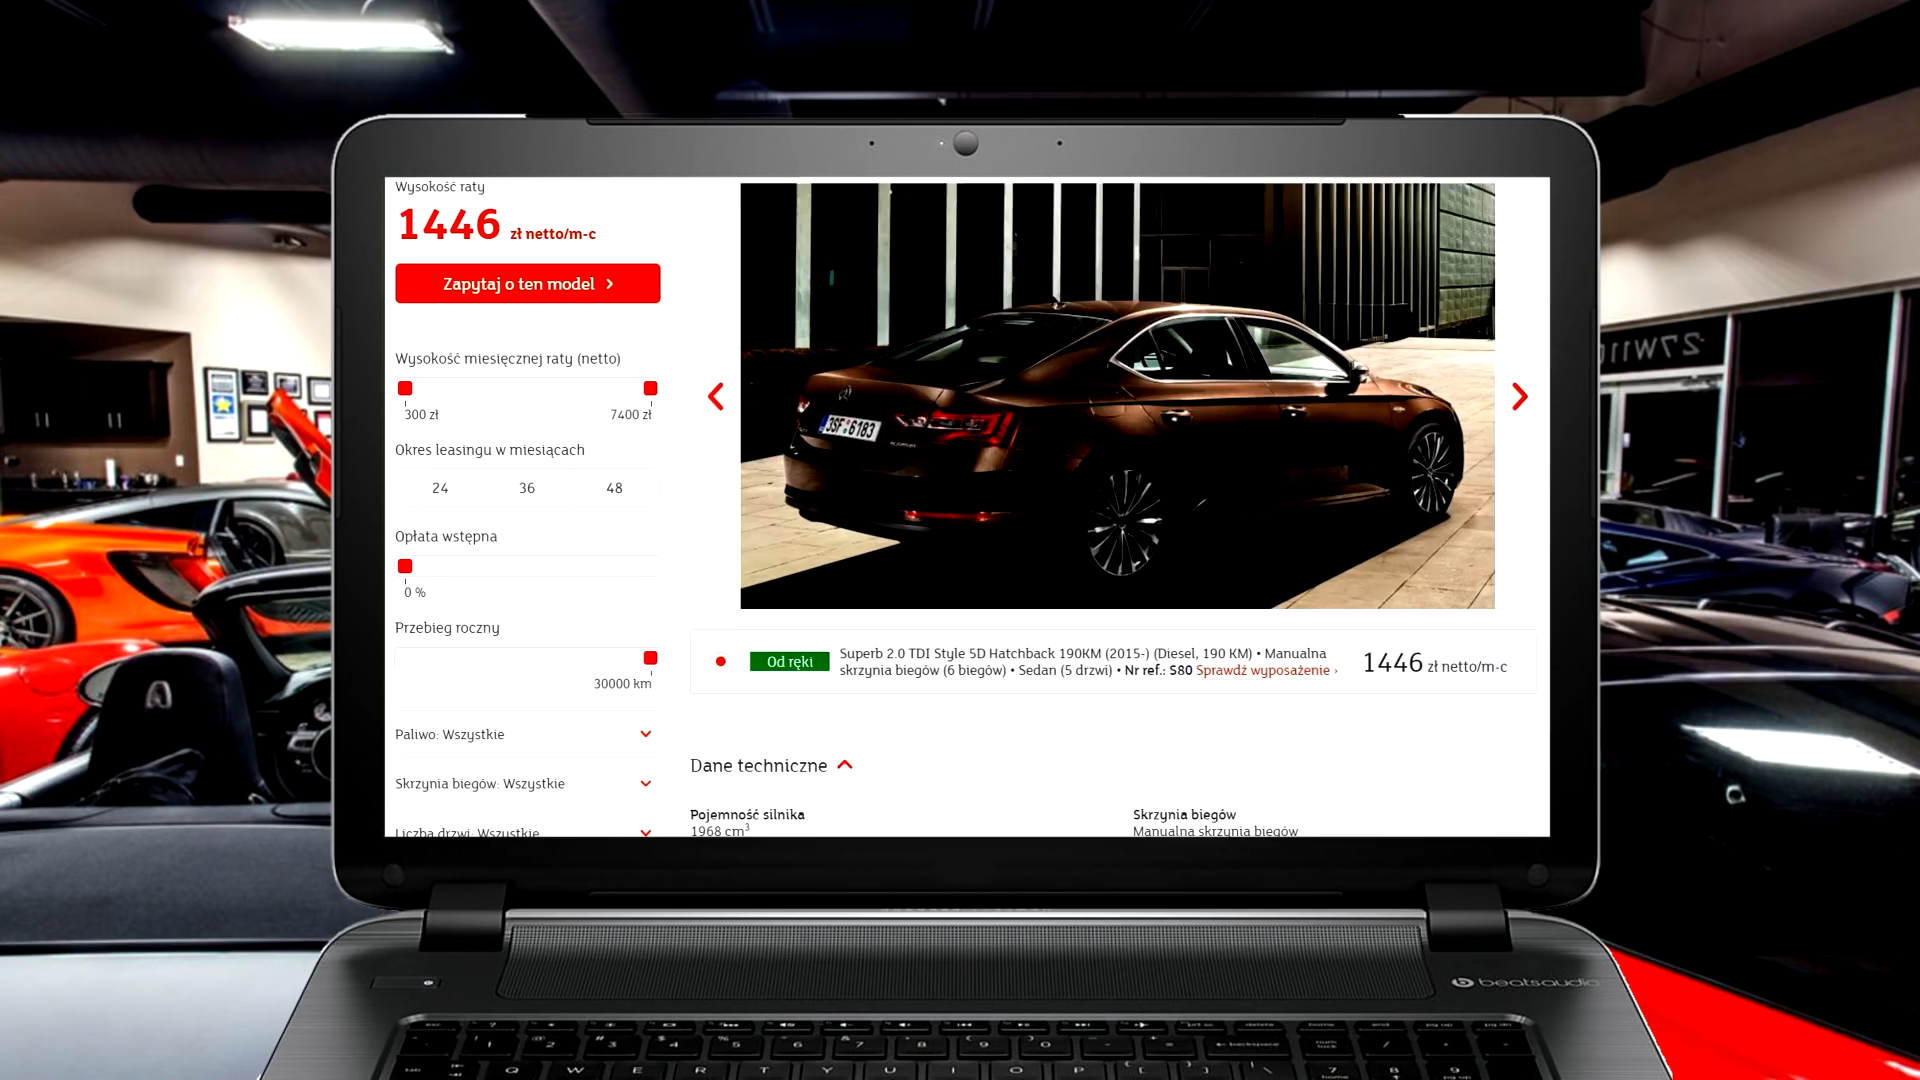 Wysokość raty
1446 zł netto/m-c
Zapytaj o ten model
Wysokość miesięcznej raty (netto)
300 zł 7400 zł
Okres leasingu w miesiącach
24 36 48
Opłata wstępna
0 %
Przebieg roczny
30000 km
Paliwo: Wszystkie
Skrzynia biegów: Wszystkie
Liczba drzwi: Wszystkie
3SF 6183
Od ręki
Superb 2.0 TDI Style 5D Hatchback 190KM (2015-) (Diesel, 190 KM) • Manualna
skrzynia biegów (6 biegów) • Sedan (5 drzwi) • Nr ref.: S80 Sprawdź wyposażenie ›
1446 zł netto/m-c
Dane techniczne
Pojemność silnika
1968 cm³
Skrzynia biegów
Manualna skrzynia biegów
beatsaudio
Q W E R T Y U I O P